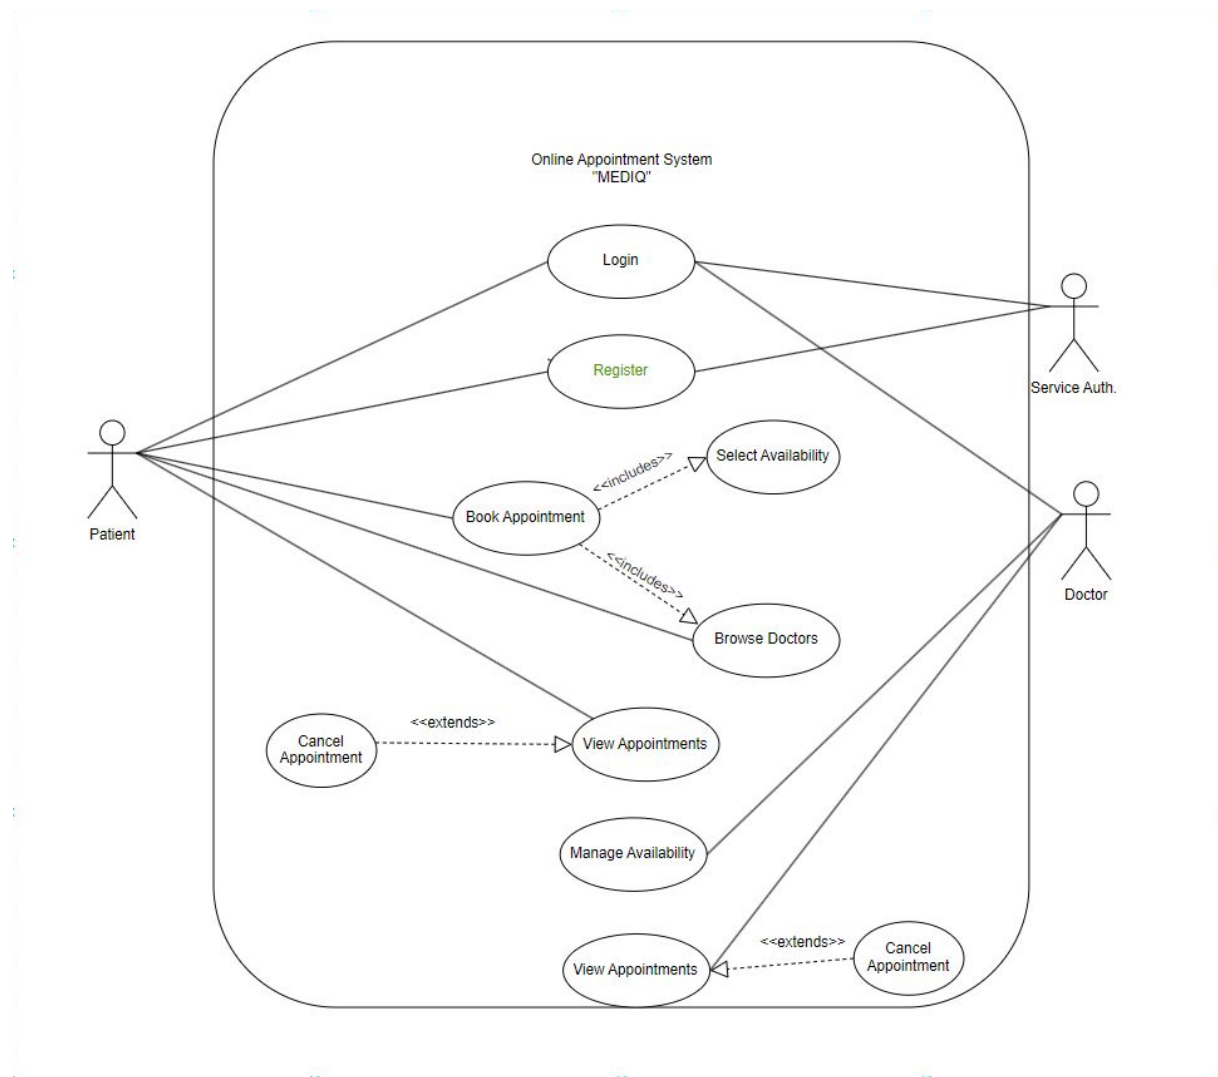 Online Appointment System
"MEDIQ"
Login
Register
Service Auth.
<<includes>>
Select Availability
Patient
Book Appointment
<<includes>>
Doctor
Browse Doctors
<<extends>>
Cancel
Appointment
View Appointments
Manage Availability
<<extends>>
View Appointments
Cancel
Appointment